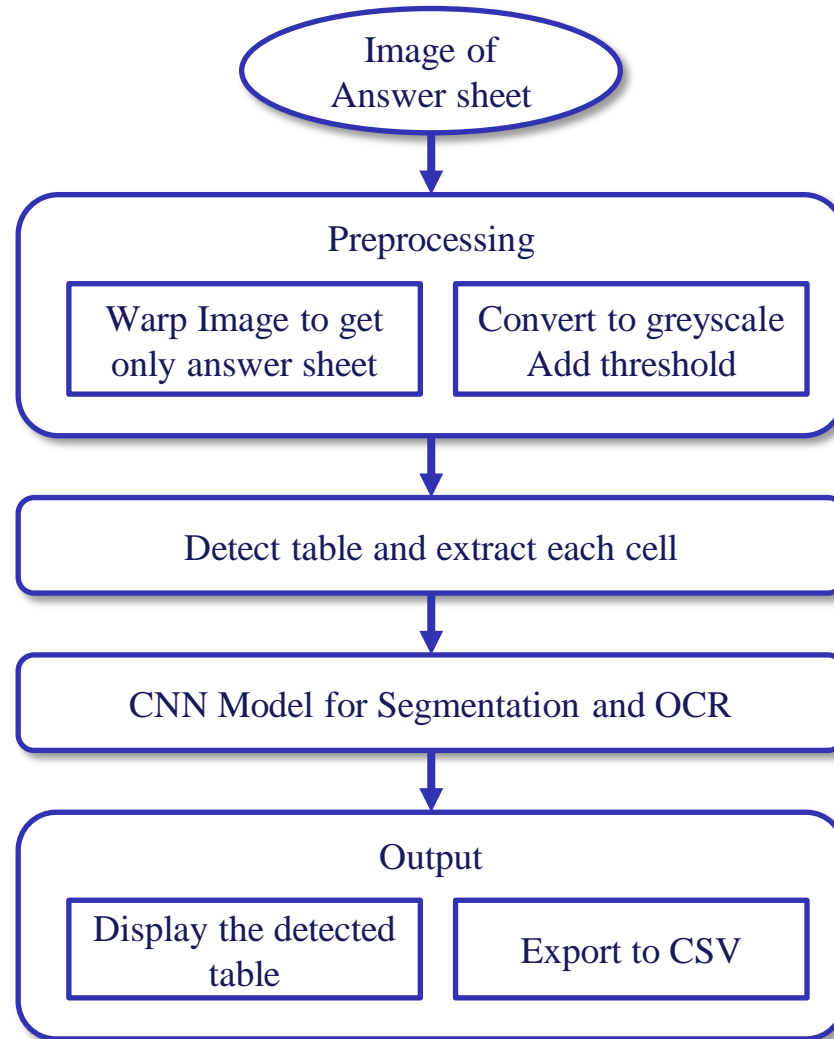 Image of
Answer sheet
Preprocessing
Warp Image to get
only answer sheet
Convert to greyscale
Add threshold
Detect table and extract each cell
CNN Model for Segmentation and OCR
Output
Display the detected
table
Export to CSV